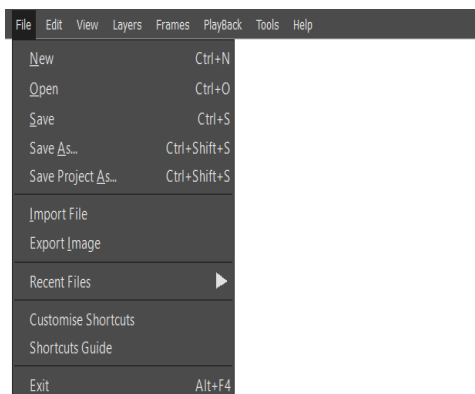 File Edit View Layers Frames PlayBack Tools Help
New Ctrl+N
Open Ctrl+O
Save Ctrl+S
Save As... Ctrl+Shift+S
Save Project As... Ctrl+Shift+S
Import File
Export Image
Recent Files
Customise Shortcuts
Shortcuts Guide
Exit Alt+F4